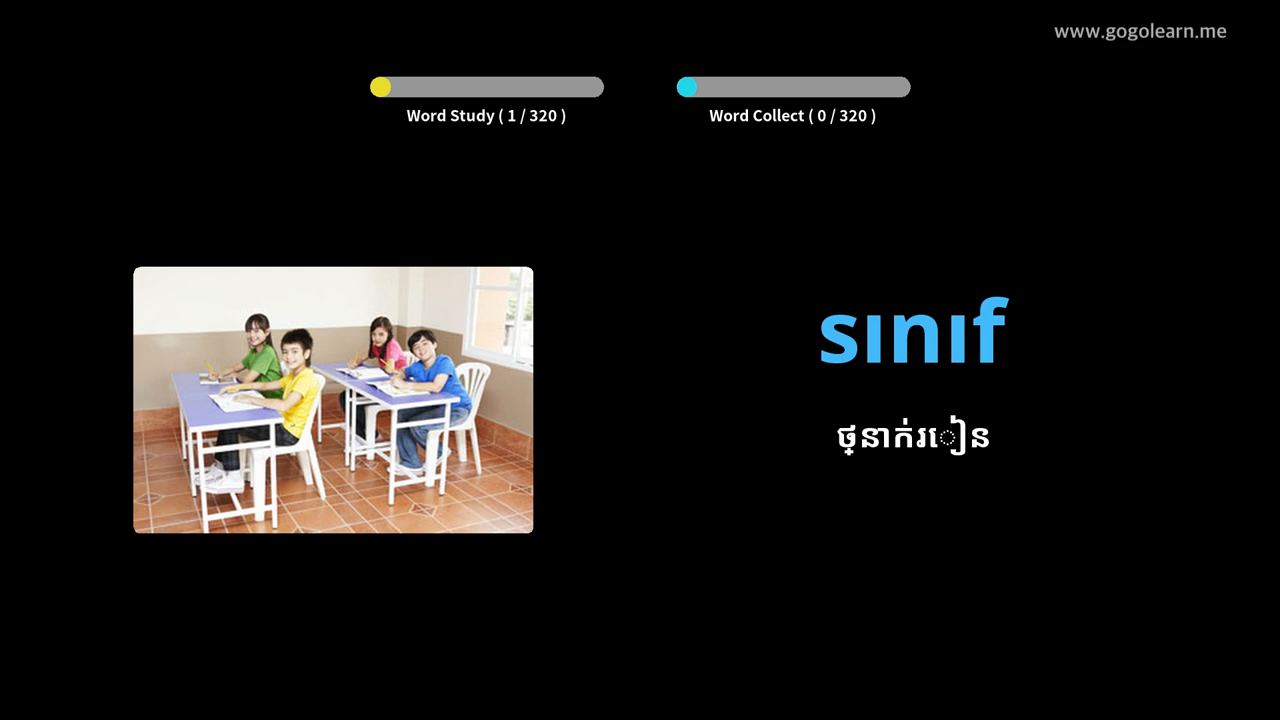 www.gogolearn.me
Word Study ( 1 / 320 )
Word Collect ( 0 / 320 )
sınıf
ថ្នាក់រៀន